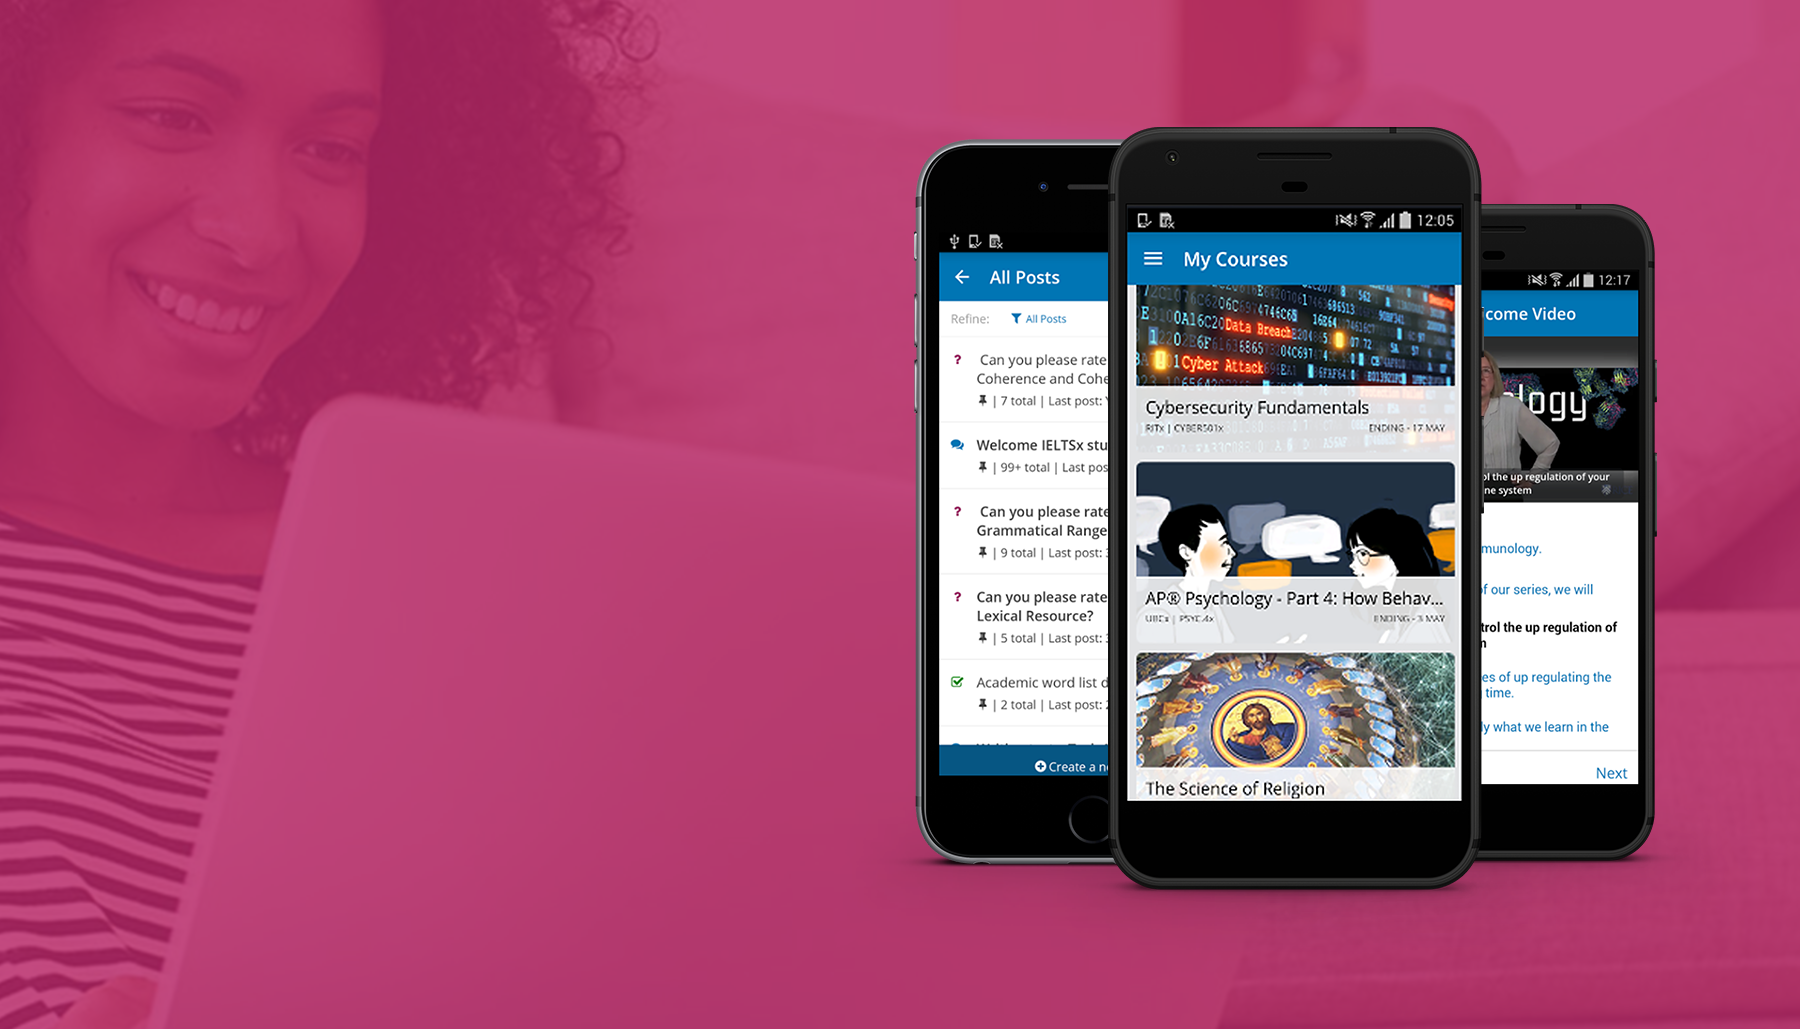 All Posts
Refine: All Posts
? Can you please rate
Coherence and Cohe
| 7 total | Last post:
Welcome IELTSx stu
| 99+ total | Last pos
? Can you please rate
Grammatical Range
| 9 total | Last post:
? Can you please rate
Lexical Resource?
| 5 total | Last post:
Academic word list d
| 2 total | Last post:
Create a ne
12:05
My Courses
Data Breach
Cyber Attack
Cybersecurity Fundamentals
RITx | CYBER501x ENDING - 17 MAY
AP® Psychology - Part 4: How Behav...
UBCx | PSYC.4x ENDING - 3 MAY
The Science of Religion
12:17
come Video
ology
ol the up regulation of your
ne system
munology.
of our series, we will
trol the up regulation of
es of up regulating the
time.
ly what we learn in the
Next